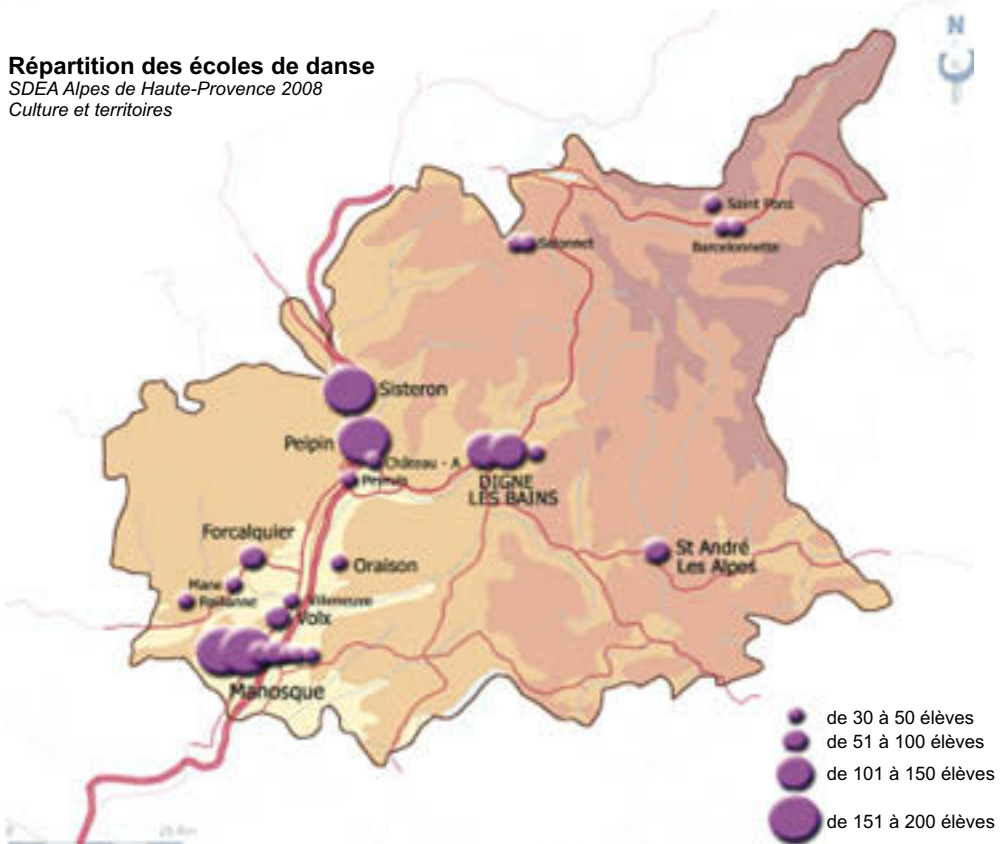 Répartition des écoles de danse
SDEA Alpes de Haute-Provence 2008
Culture et territoires
N
Saint Pons
Barcelonnette
Selonnet
Sisteron
Peipin
Château - A
Peyruis
DIGNE
LES BAINS
Forcalquier
Oraison
St André
Les Alpes
Mane
Reillanne
Villeneuve
Volx
Manosque
de 30 à 50 élèves
de 51 à 100 élèves
de 101 à 150 élèves
de 151 à 200 élèves